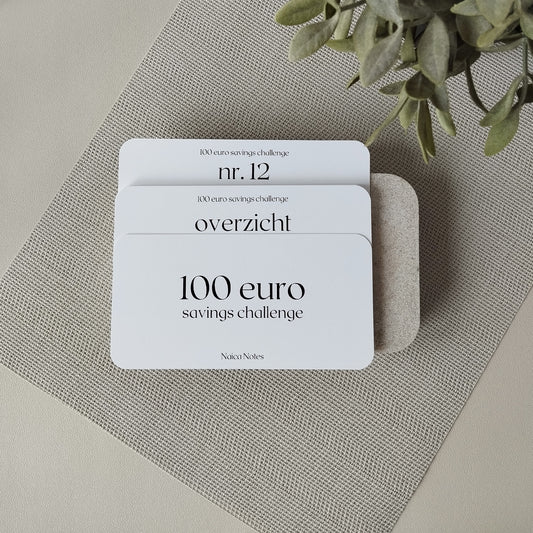 100 euro savings challenge
nr. 12
100 euro savings challenge
overzicht
100 euro
savings challenge
Naica Notes